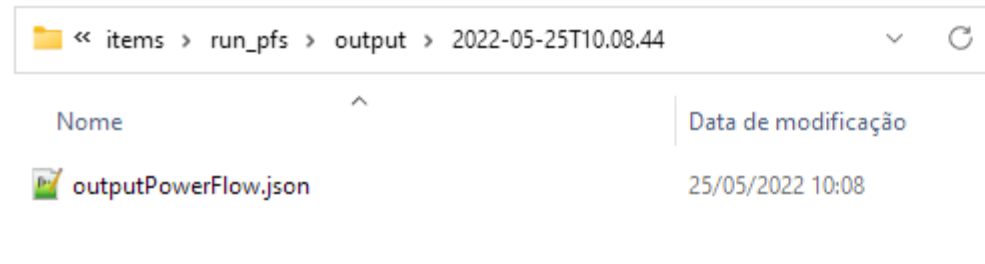 « items > run_pfs > output > 2022-05-25T10.08.44
Nome Data de modificação
outputPowerFlow.json 25/05/2022 10:08